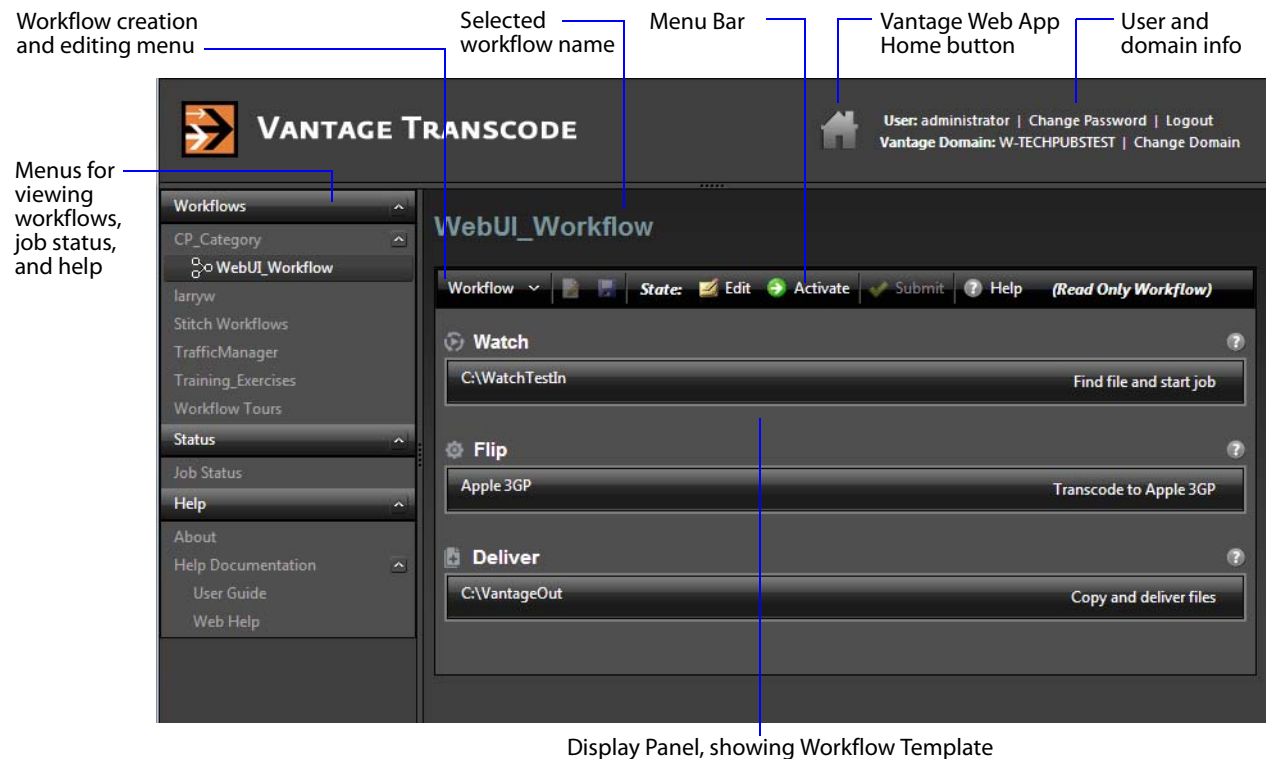 Workflow creation
and editing menu
Selected
workflow name
Menu Bar
Vantage Web App
Home button
User and
domain info
VANTAGE TRANSCODE
User: administrator | Change Password | Logout
Vantage Domain: W-TECHPUBSTEST | Change Domain
Menus for
viewing
workflows,
job status,
and help
Workflows
CP_Category
WebUI_Workflow
larryw
Stitch Workflows
TrafficManager
Training_Exercises
Workflow Tours
Status
Job Status
Help
About
Help Documentation
User Guide
Web Help
WebUI_Workflow
Workflow State: Edit Activate Submit ? Help (Read Only Workflow)
Watch ?
C:\WatchTestIn Find file and start job
Flip ?
Apple 3GP Transcode to Apple 3GP
Deliver ?
C:\VantageOut Copy and deliver files
Display Panel, showing Workflow Template